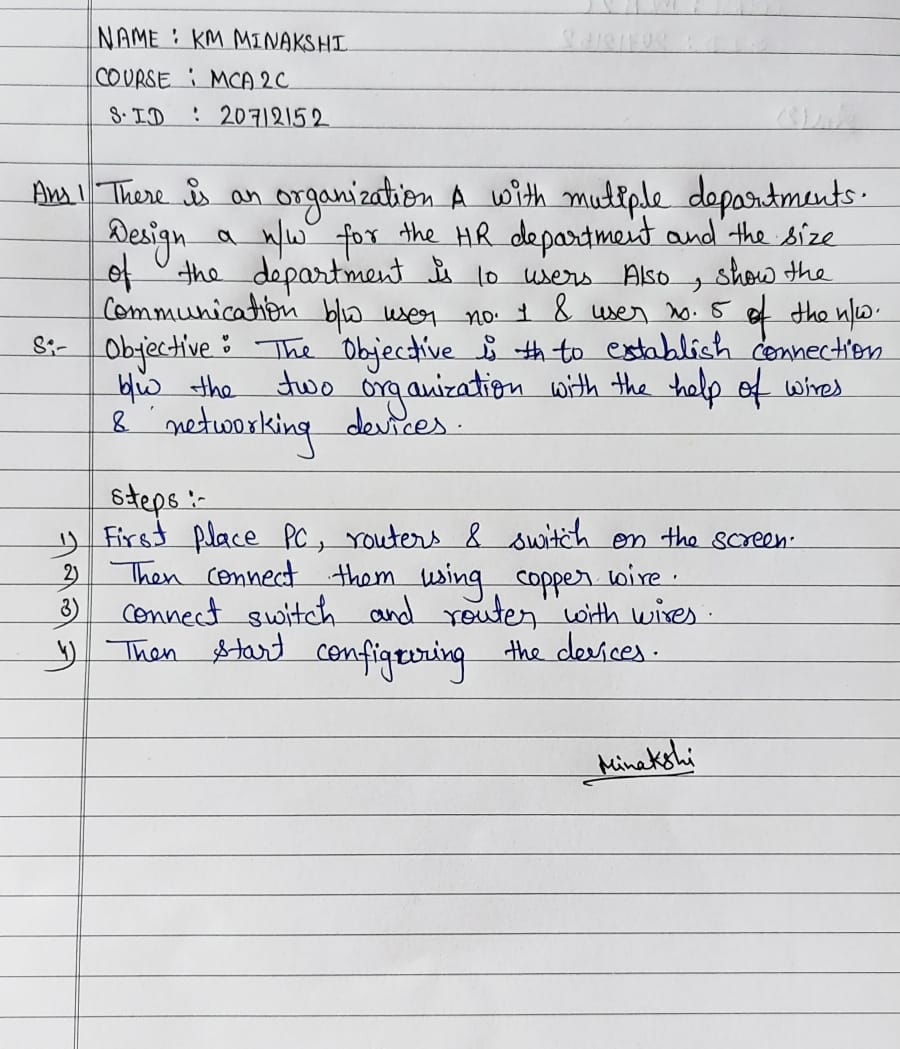 NAME : KM MINAKSHI
COURSE : MCA 2C
S.ID : 20712152
Ans 1 There is an organization A with mutiple departments.
Design a n/w for the HR department and the size
of the department is 10 users Also, show the
Communication b/w user no. 1 & user no. 5 of the n/w.
S:- Objective : The Objective is th to establish connection
b/w the two organization with the help of wires
& networking devices.
Steps :-
1) First place PC, routers & switch on the screen.
2) Then connect them using copper wire.
3) connect switch and router with wires.
4) Then start configuring the devices.
Minakshi